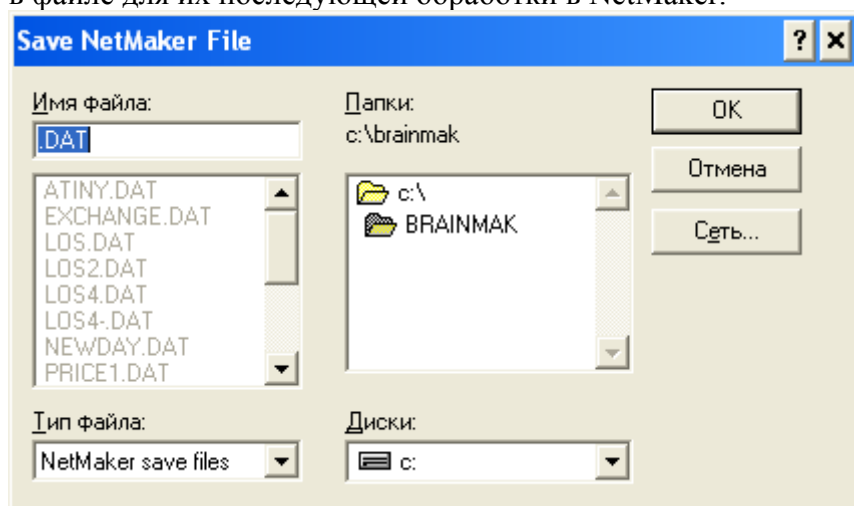 в файле для их последующей обработки в NetMaker.
Save NetMaker File
Имя файла:
.DAT
ATINY.DAT
EXCHANGE.DAT
LOS.DAT
LOS2.DAT
LOS4.DAT
LOS4-.DAT
NEWDAY.DAT
PRICE1.DAT
Тип файла:
NetMaker save files
Папки:
c:\brainmak
c:\
BRAINMAK
Диски:
c:
OK
Отмена
Сеть...